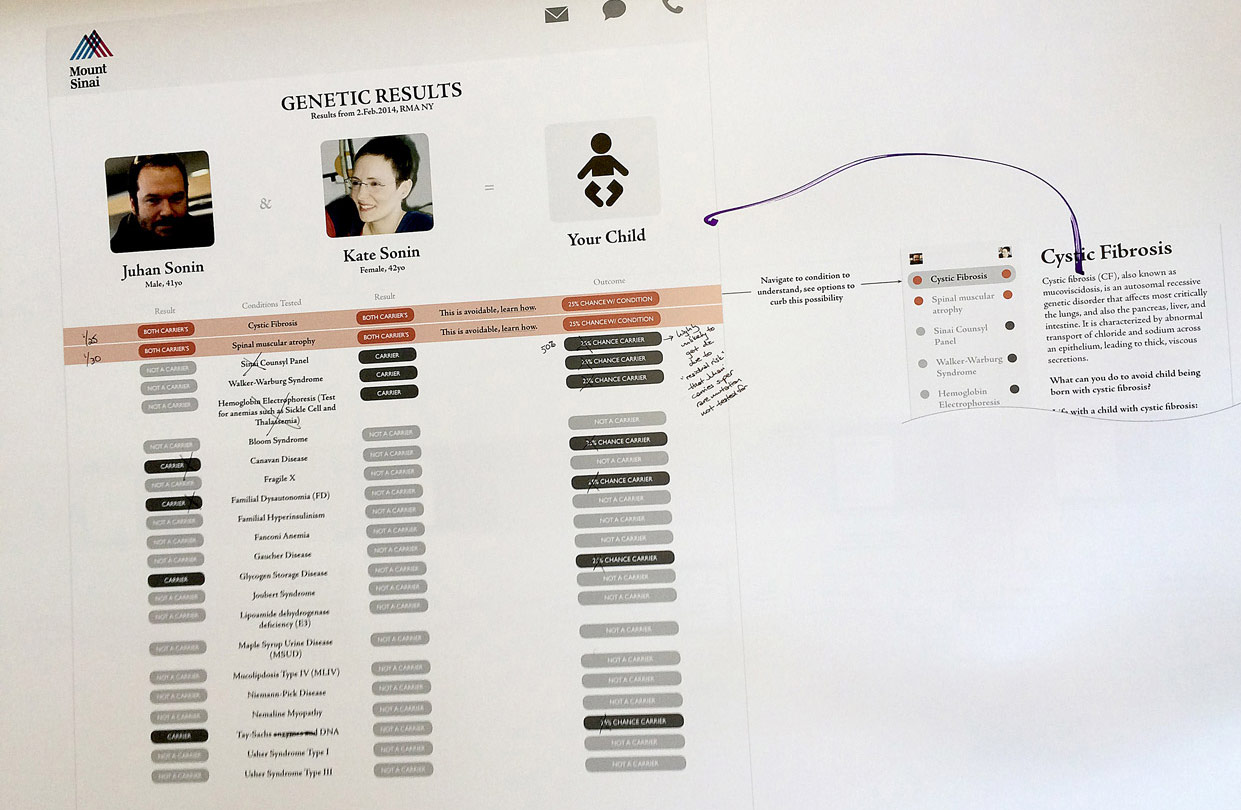 Mount
Sinai
GENETIC RESULTS
Results from 2.Feb.2014, RMA NY
&
=
Juhan Sonin
Male, 41yo
Kate Sonin
Female, 42yo
Your Child
Result
Conditions Tested
Result
Outcome
1/25
BOTH CARRIER'S
Cystic Fibrosis
BOTH CARRIER'S
This is avoidable, learn how.
25% CHANCE W/ CONDITION
1/20
BOTH CARRIER'S
Spinal muscular atrophy
BOTH CARRIER'S
This is avoidable, learn how.
25% CHANCE W/ CONDITION
NOT A CARRIER
Sinai Counsyl Panel
CARRIER
50%
25% CHANCE CARRIER
NOT A CARRIER
Walker-Warburg Syndrome
CARRIER
25% CHANCE CARRIER
NOT A CARRIER
Hemoglobin Electrophoresis (Test
for anemias such as Sickle Cell and
Thalassemia)
CARRIER
25% CHANCE CARRIER
highly
unlikely to
get dz
due to
"residual risk"
that Juhan
carries super
rare mutation
not tested for
NOT A CARRIER
Bloom Syndrome
NOT A CARRIER
NOT A CARRIER
CARRIER
Canavan Disease
NOT A CARRIER
25% CHANCE CARRIER
NOT A CARRIER
Fragile X
NOT A CARRIER
NOT A CARRIER
CARRIER
Familial Dysautonomia (FD)
NOT A CARRIER
25% CHANCE CARRIER
NOT A CARRIER
Familial Hyperinsulinism
NOT A CARRIER
NOT A CARRIER
NOT A CARRIER
Fanconi Anemia
NOT A CARRIER
NOT A CARRIER
NOT A CARRIER
Gaucher Disease
NOT A CARRIER
NOT A CARRIER
CARRIER
Glycogen Storage Disease
NOT A CARRIER
25% CHANCE CARRIER
NOT A CARRIER
Joubert Syndrome
NOT A CARRIER
NOT A CARRIER
NOT A CARRIER
Lipoamide dehydrogenase
deficiency (E3)
NOT A CARRIER
NOT A CARRIER
NOT A CARRIER
Maple Syrup Urine Disease
(MSUD)
NOT A CARRIER
NOT A CARRIER
NOT A CARRIER
Mucolipdosis Type IV (MLIV)
NOT A CARRIER
NOT A CARRIER
NOT A CARRIER
Niemann-Pick Disease
NOT A CARRIER
NOT A CARRIER
NOT A CARRIER
Nemaline Myopathy
NOT A CARRIER
NOT A CARRIER
CARRIER
Tay-Sachs enzymes and DNA
NOT A CARRIER
25% CHANCE CARRIER
NOT A CARRIER
Usher Syndrome Type I
NOT A CARRIER
NOT A CARRIER
NOT A CARRIER
Usher Syndrome Type III
NOT A CARRIER
NOT A CARRIER
Navigate to condition to
understand, see options to
curb this possibility
Cystic Fibrosis
Spinal muscular
atrophy
Sinai Counsyl
Panel
Walker-Warburg
Syndrome
Hemoglobin
Electrophoresis
Cystic Fibrosis
Cystic fibrosis (CF), also known as
mucoviscidosis, is an autosomal recessive
genetic disorder that affects most critically
the lungs, and also the pancreas, liver, and
intestine. It is characterized by abnormal
transport of chloride and sodium across
an epithelium, leading to thick, viscous
secretions.
What can you do to avoid child being
born with cystic fibrosis?
with a child with cystic fibrosis: